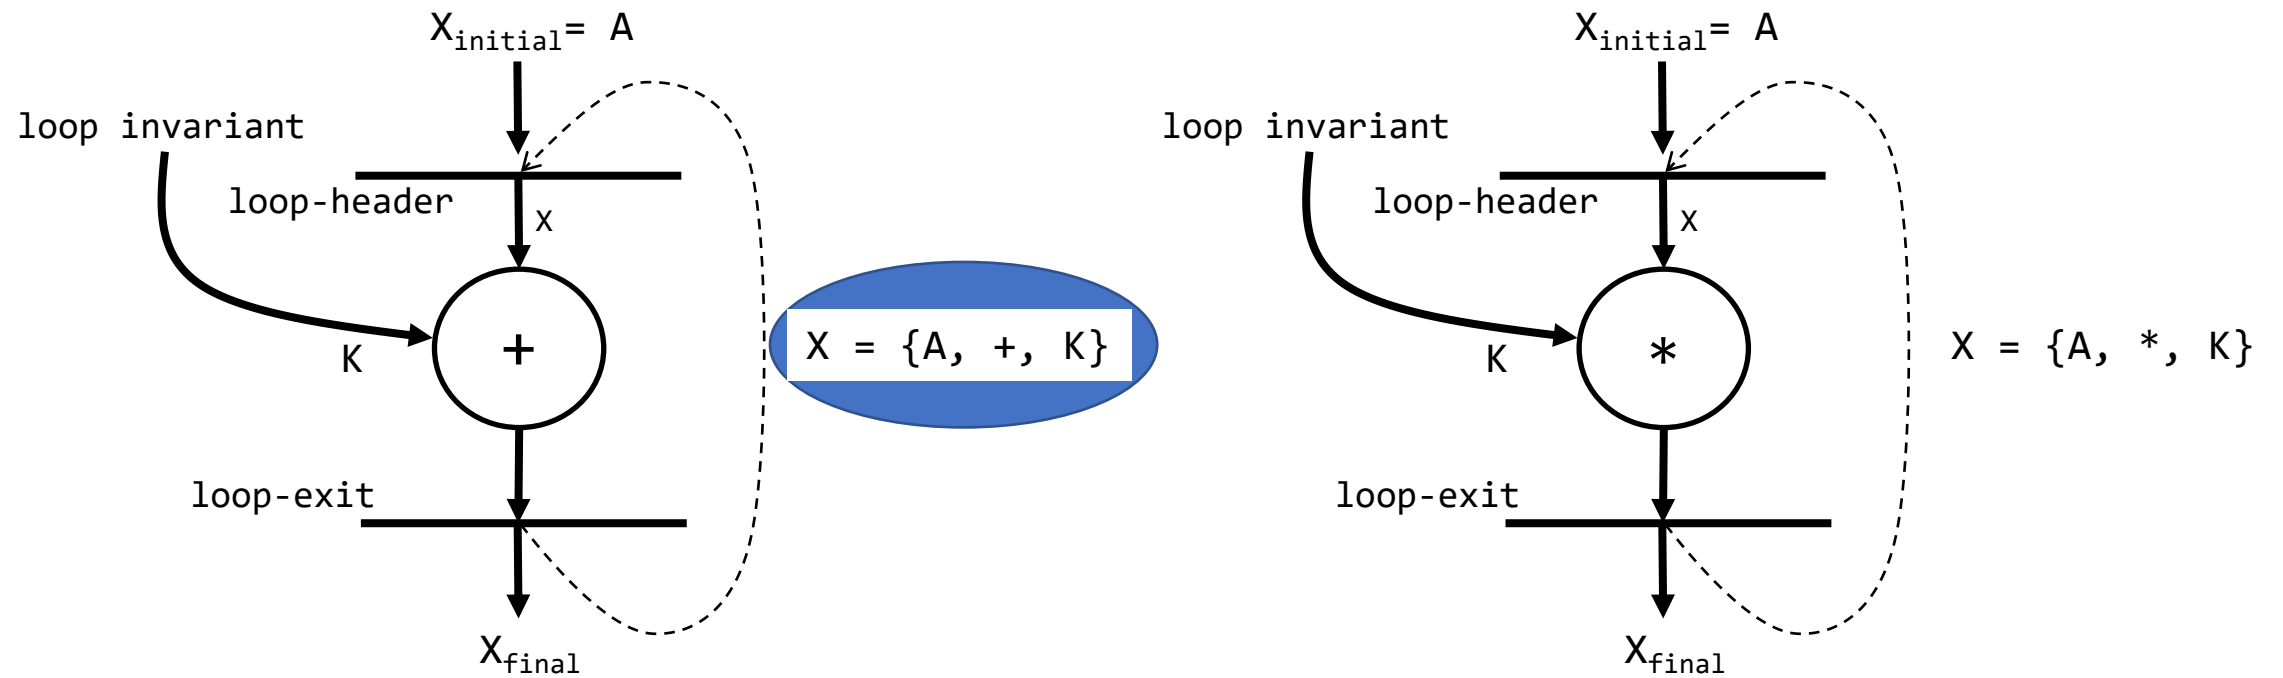 Xinitial= A
loop invariant
loop-header
X
+
K
X = {A, +, K}
loop-exit
Xfinal
Xinitial= A
loop invariant
loop-header
X
*
K
X = {A, *, K}
loop-exit
Xfinal